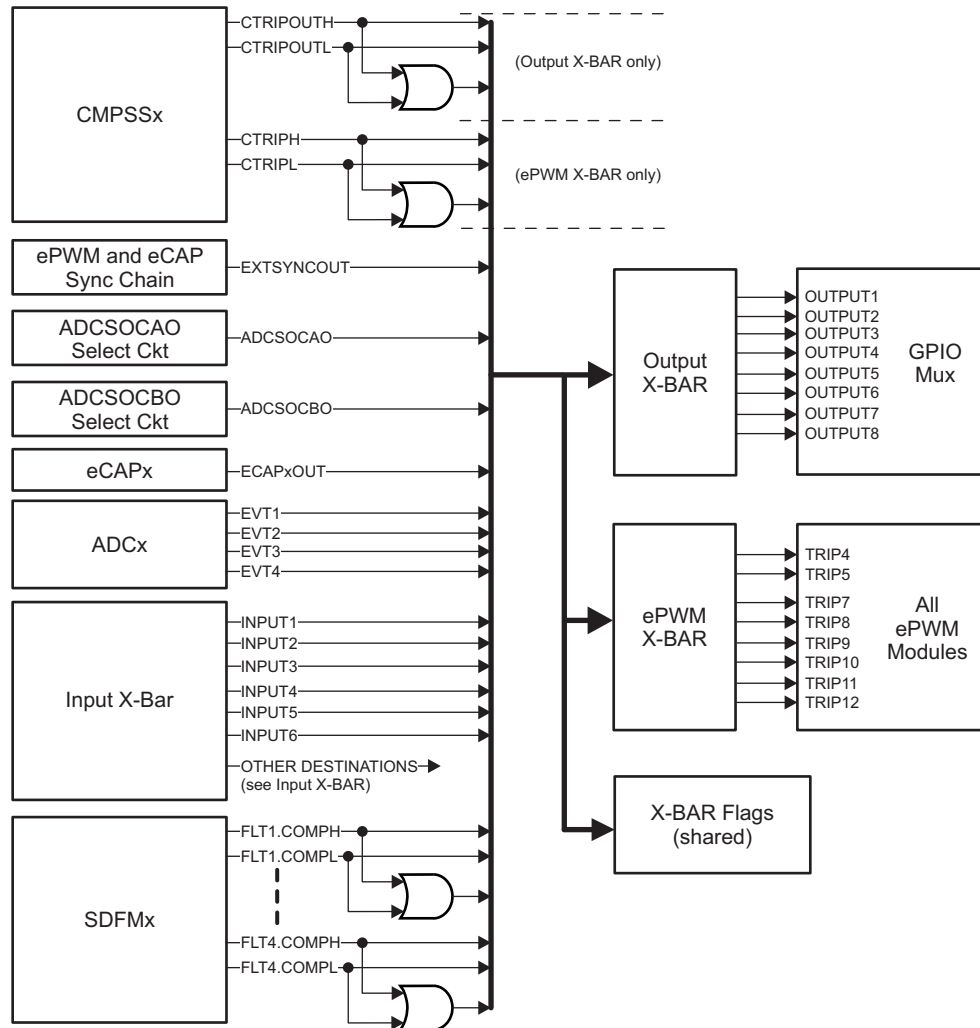 CTRIPOUTH
CTRIPOUTL
(Output X-BAR only)
CMPSSx
CTRIPH
CTRIPL
(ePWM X-BAR only)
ePWM and eCAP
Sync Chain
EXTSYNCOUT
ADCSOCAO
Select Ckt
ADCSOCAO
ADCSOCBO
Select Ckt
ADCSOCBO
eCAPx
ECAPxOUT
ADCx
EVT1
EVT2
EVT3
EVT4
Input X-Bar
INPUT1
INPUT2
INPUT3
INPUT4
INPUT5
INPUT6
OTHER DESTINATIONS
(see Input X-BAR)
SDFMx
FLT1.COMPH
FLT1.COMPL
FLT4.COMPH
FLT4.COMPL
Output
X-BAR
OUTPUT1
OUTPUT2
OUTPUT3
OUTPUT4
OUTPUT5
OUTPUT6
OUTPUT7
OUTPUT8
GPIO
Mux
ePWM
X-BAR
TRIP4
TRIP5
TRIP7
TRIP8
TRIP9
TRIP10
TRIP11
TRIP12
All
ePWM
Modules
X-BAR Flags
(shared)